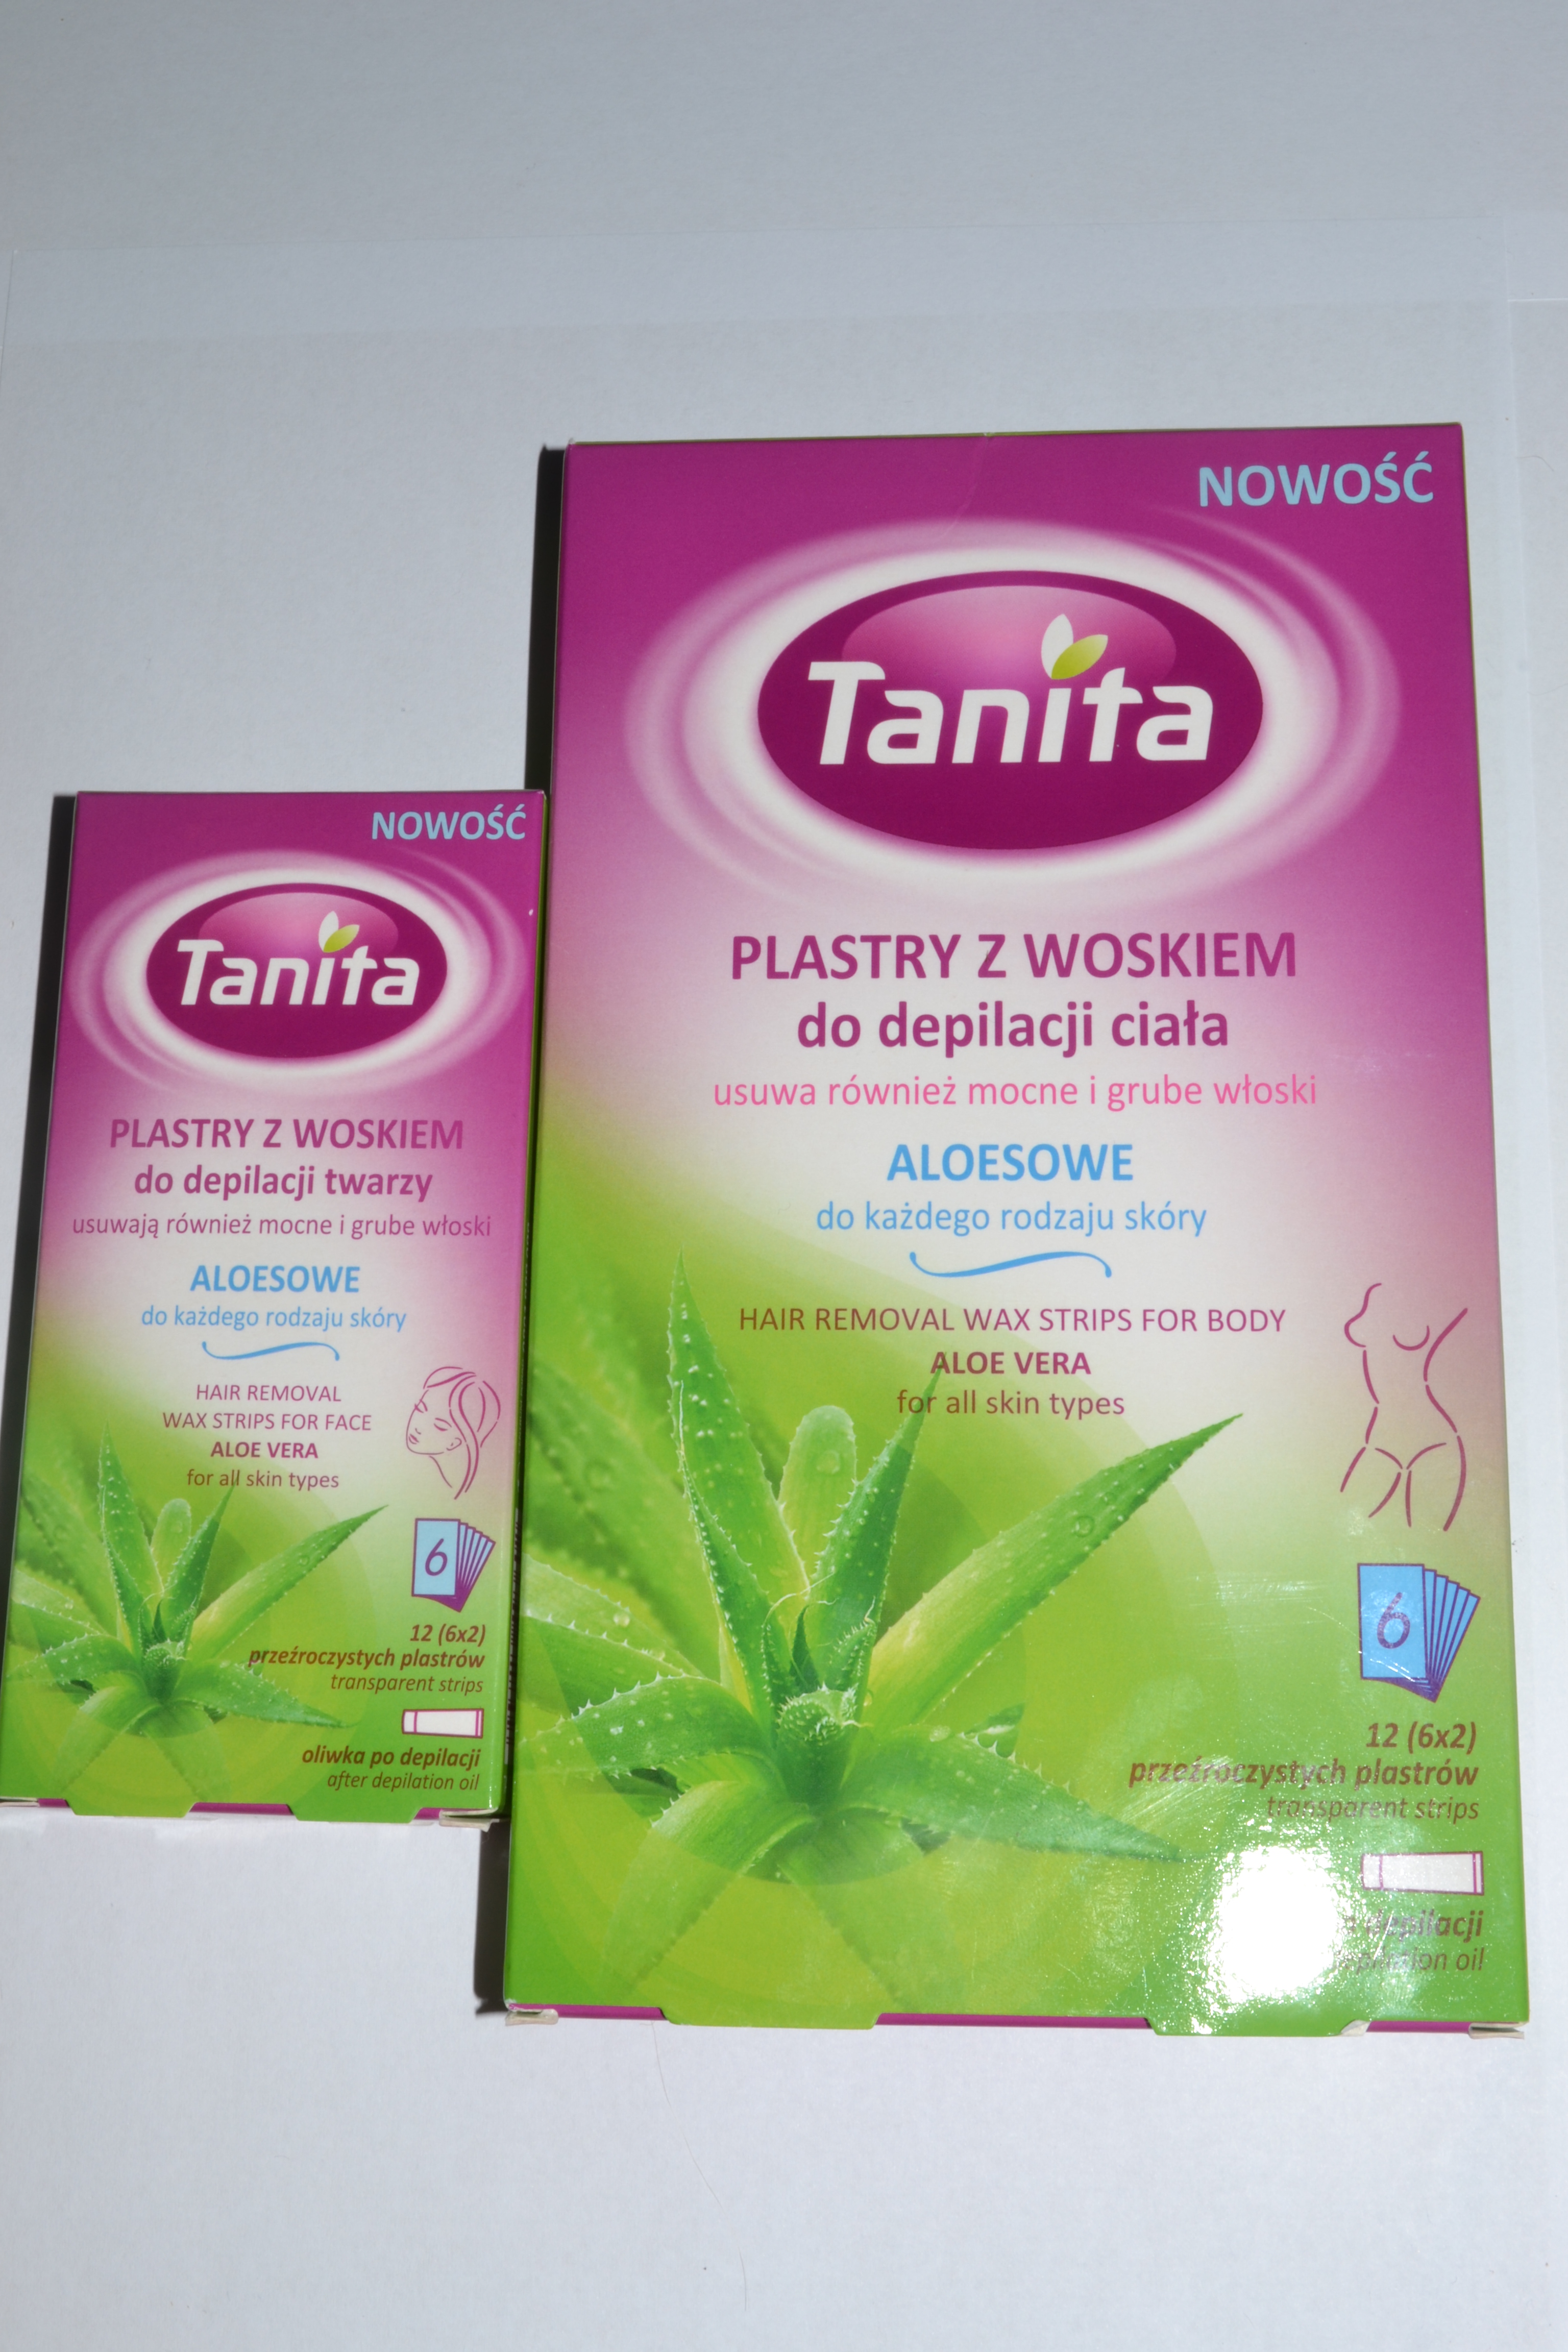 NOWOŚĆ
Tanita
PLASTRY Z WOSKIEM
do depilacji twarzy
usuwają również mocne i grube włoski
ALOESOWE
do każdego rodzaju skóry
HAIR REMOVAL
WAX STRIPS FOR FACE
ALOE VERA
for all skin types
6
12 (6x2)
przeźroczystych plastrów
transparent strips
oliwka po depilacji
after depilation oil
NOWOŚĆ
Tanita
PLASTRY Z WOSKIEM
do depilacji ciała
usuwa również mocne i grube włoski
ALOESOWE
do każdego rodzaju skóry
HAIR REMOVAL WAX STRIPS FOR BODY
ALOE VERA
for all skin types
6
12 (6x2)
przeźroczystych plastrów
transparent strips
depilacji
oil